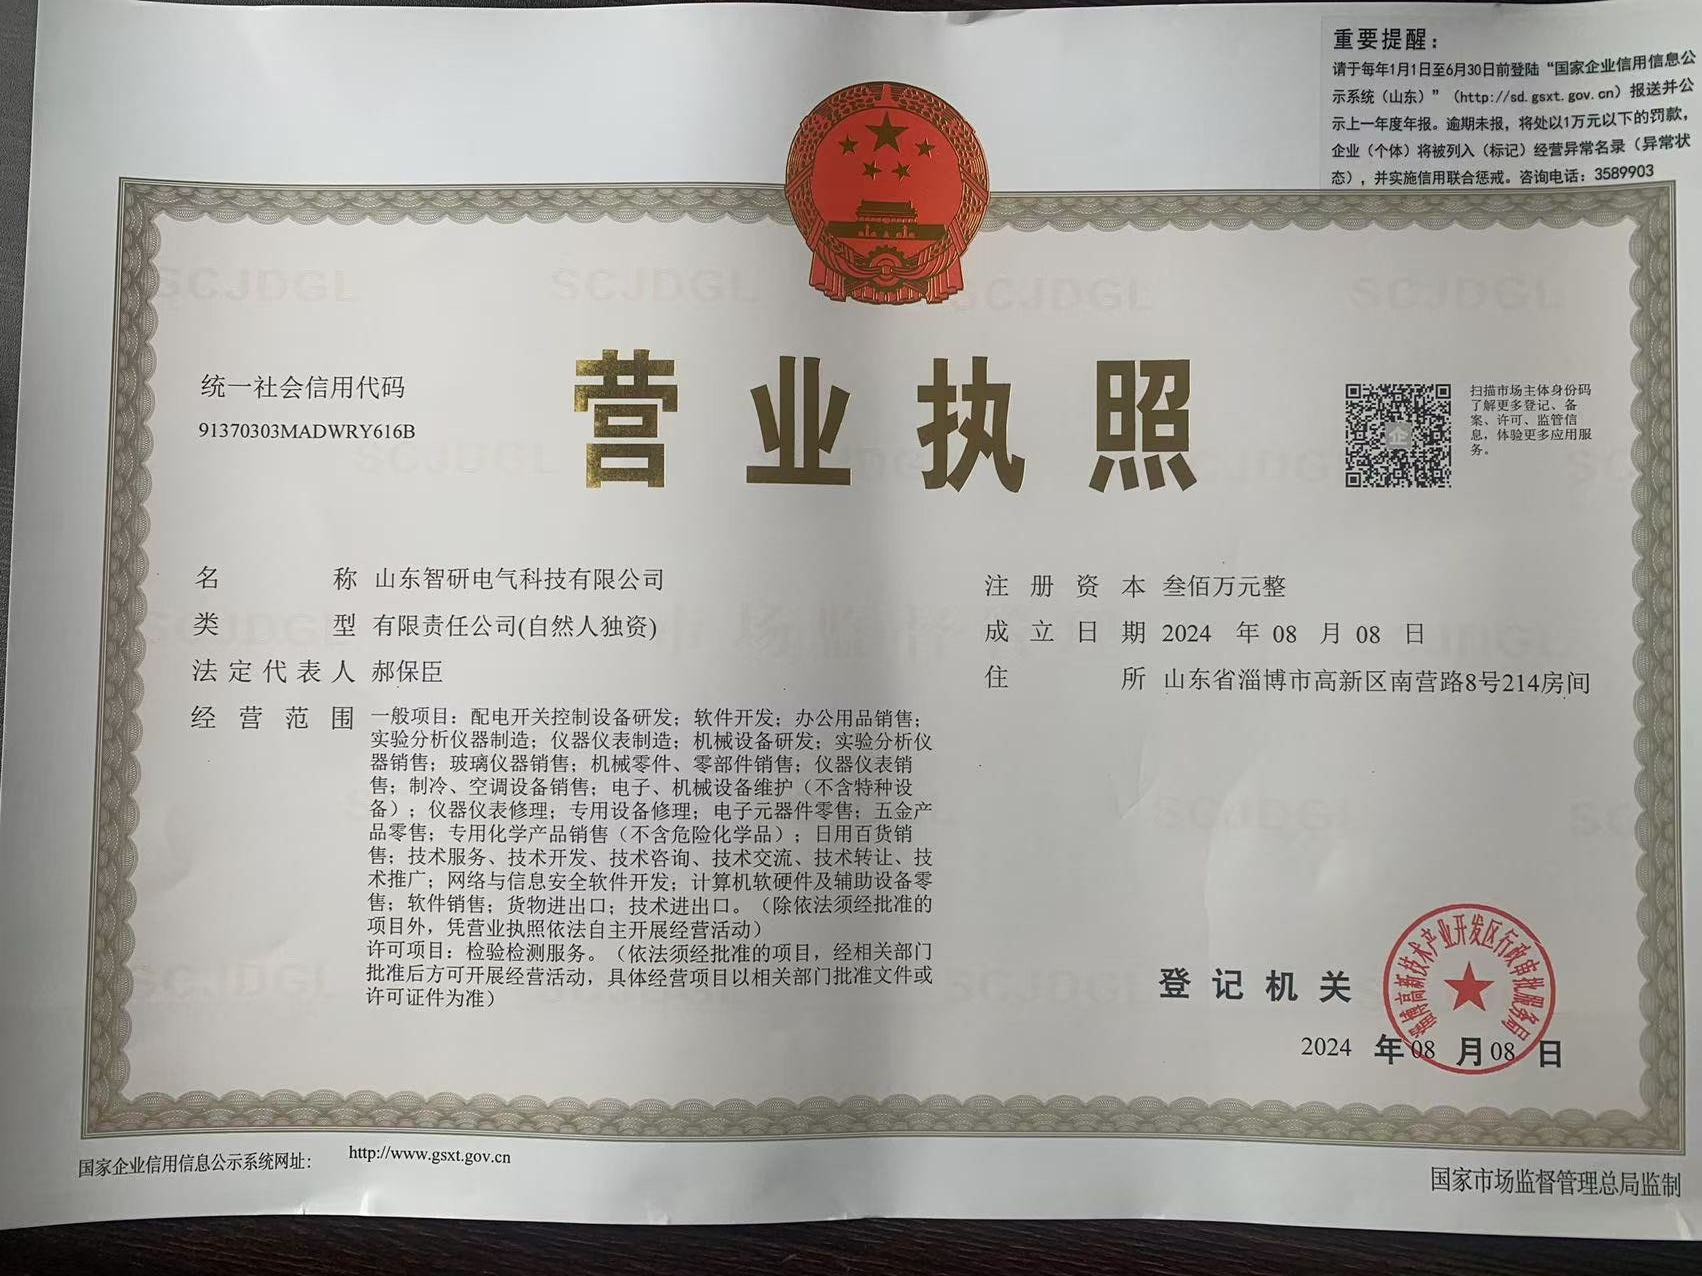 重要提醒：
请于每年1月1日至6月30日前登陆“国家企业信用信息公
示系统（山东）”（http://sd.gsxt.gov.cn）报送并公
示上一年度年报。逾期未报，将处以1万元以下的罚款，
企业（个体）将被列入（标记）经营异常名录（异常状
态），并实施信用联合惩戒。咨询电话：3589903
SCJDGL SCJDGL SCJDGL SCJDGL
统一社会信用代码
91370303MADWRY616B
营业执照
企
扫描市场主体身份码
了解更多登记、备
案、许可、监管信
息，体验更多应用服
务。
名称 山东智研电气科技有限公司
类型 有限责任公司(自然人独资)
法定代表人 郝保臣
经营范围 一般项目：配电开关控制设备研发；软件开发；办公用品销售；
实验分析仪器制造；仪器仪表制造；机械设备研发；实验分析仪
器销售；玻璃仪器销售；机械零件、零部件销售；仪器仪表销
售；制冷、空调设备销售；电子、机械设备维护（不含特种设
备）；仪器仪表修理；专用设备修理；电子元器件零售；五金产
品零售；专用化学产品销售（不含危险化学品）；日用百货销
售；技术服务、技术开发、技术咨询、技术交流、技术转让、技
术推广；网络与信息安全软件开发；计算机软硬件及辅助设备零
售；软件销售；货物进出口；技术进出口。（除依法须经批准的
项目外，凭营业执照依法自主开展经营活动）
许可项目：检验检测服务。（依法须经批准的项目，经相关部门
批准后方可开展经营活动，具体经营项目以相关部门批准文件或
许可证件为准）
注册资本 叁佰万元整
成立日期 2024 年 08 月 08 日
住所 山东省淄博市高新区南营路8号214房间
登记机关
淄博高新技术产业开发区行政审批服务局
2024 年 08 月 08 日
国家企业信用信息公示系统网址： http://www.gsxt.gov.cn
国家市场监督管理总局监制